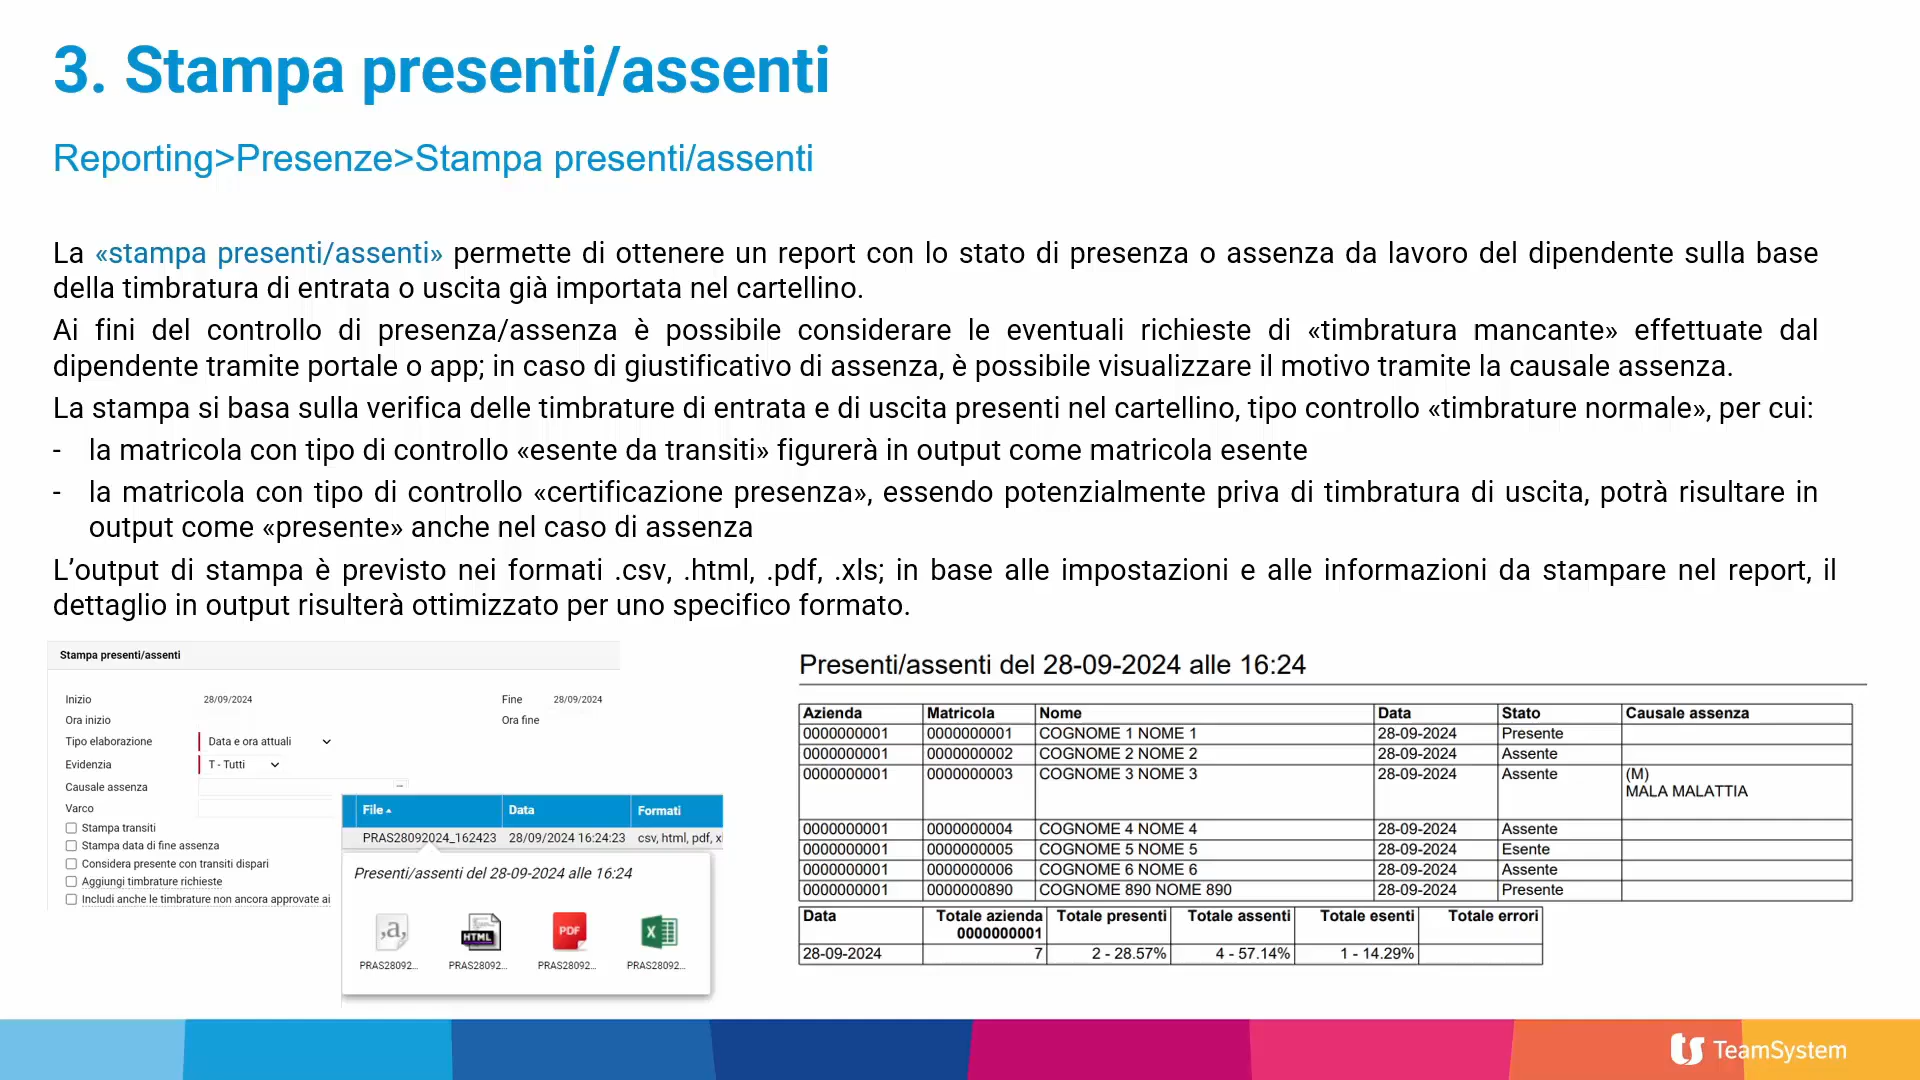 3. Stampa presenti/assenti
Reporting>Presenze>Stampa presenti/assenti
La «stampa presenti/assenti» permette di ottenere un report con lo stato di presenza o assenza da lavoro del dipendente sulla base
della timbratura di entrata o uscita già importata nel cartellino.
Ai fini del controllo di presenza/assenza è possibile considerare le eventuali richieste di «timbratura mancante» effettuate dal
dipendente tramite portale o app; in caso di giustificativo di assenza, è possibile visualizzare il motivo tramite la causale assenza.
La stampa si basa sulla verifica delle timbrature di entrata e di uscita presenti nel cartellino, tipo controllo «timbrature normale», per cui:
- la matricola con tipo di controllo «esente da transiti» figurerà in output come matricola esente
- la matricola con tipo di controllo «certificazione presenza», essendo potenzialmente priva di timbratura di uscita, potrà risultare in
output come «presente» anche nel caso di assenza
L'output di stampa è previsto nei formati .csv, .html, .pdf, .xls; in base alle impostazioni e alle informazioni da stampare nel report, il
dettaglio in output risulterà ottimizzato per uno specifico formato.
Stampa presenti/assenti
Inizio 28/09/2024 Fine 28/09/2024
Ora inizio Ora fine
Tipo elaborazione Data e ora attuali
Evidenzia T - Tutti
Causale assenza ...
Varco
Stampa transiti
Stampa data di fine assenza
Considera presente con transiti dispari
Aggiungi timbrature richieste
Includi anche le timbrature non ancora approvate ai
File Data Formati
PRAS28092024_162423 28/09/2024 16:24:23 csv, html, pdf, x
Presenti/assenti del 28-09-2024 alle 16:24
,a, HTML PDF X
PRAS28092... PRAS28092... PRAS28092... PRAS28092...
Presenti/assenti del 28-09-2024 alle 16:24
Azienda Matricola Nome Data Stato Causale assenza
0000000001 0000000001 COGNOME 1 NOME 1 28-09-2024 Presente
0000000001 0000000002 COGNOME 2 NOME 2 28-09-2024 Assente
0000000001 0000000003 COGNOME 3 NOME 3 28-09-2024 Assente (M)
MALA MALATTIA
0000000001 0000000004 COGNOME 4 NOME 4 28-09-2024 Assente
0000000001 0000000005 COGNOME 5 NOME 5 28-09-2024 Esente
0000000001 0000000006 COGNOME 6 NOME 6 28-09-2024 Assente
0000000001 0000000890 COGNOME 890 NOME 890 28-09-2024 Presente
Data Totale azienda Totale presenti Totale assenti Totale esenti Totale errori
0000000001
28-09-2024 7 2 - 28.57% 4 - 57.14% 1 - 14.29%
TeamSystem